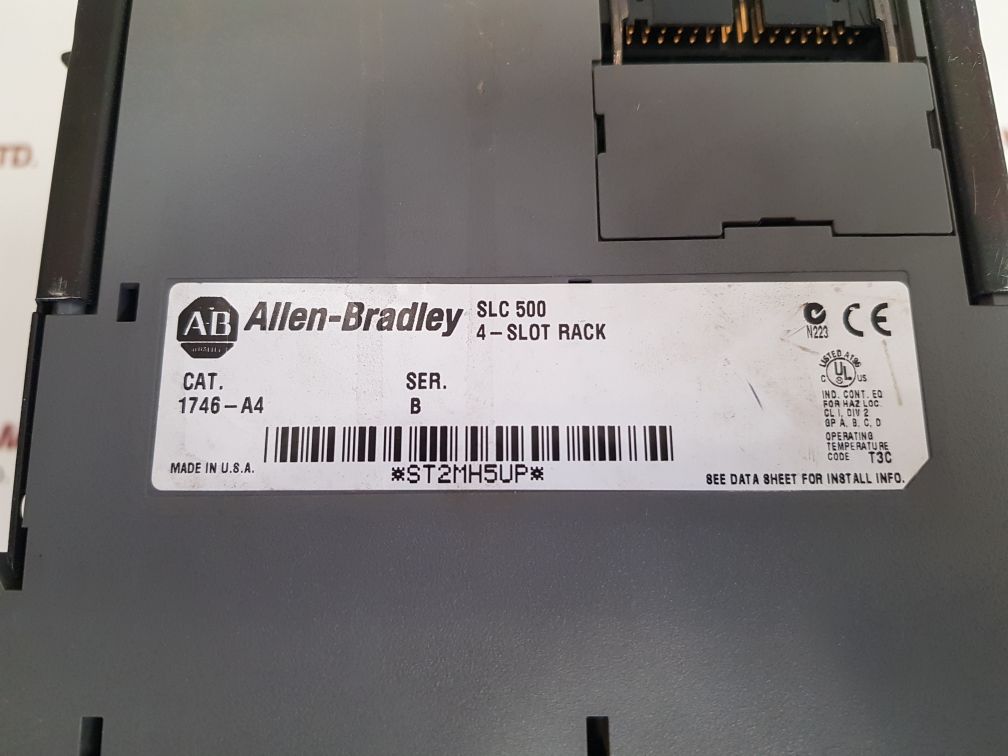 TD.
AB
Allen-Bradley
SLC 500
4-SLOT RACK
N223
CE
CAT.
1746-A4
SER.
B
LISTED
C UL US
IND. CONT. EQ
FOR HAZ LOC.
CL I, DIV 2
GP A, B, C, D
OPERATING
TEMPERATURE
CODE T3C
MADE IN U.S.A.
*ST2MH5UP*
SEE DATA SHEET FOR INSTALL INFO.